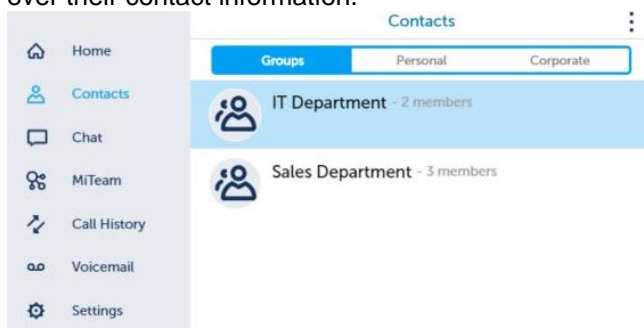 over their contact information.
Contacts
Home
Groups Personal Corporate
Contacts
IT Department - 2 members
Chat
MiTeam
Sales Department - 3 members
Call History
Voicemail
Settings